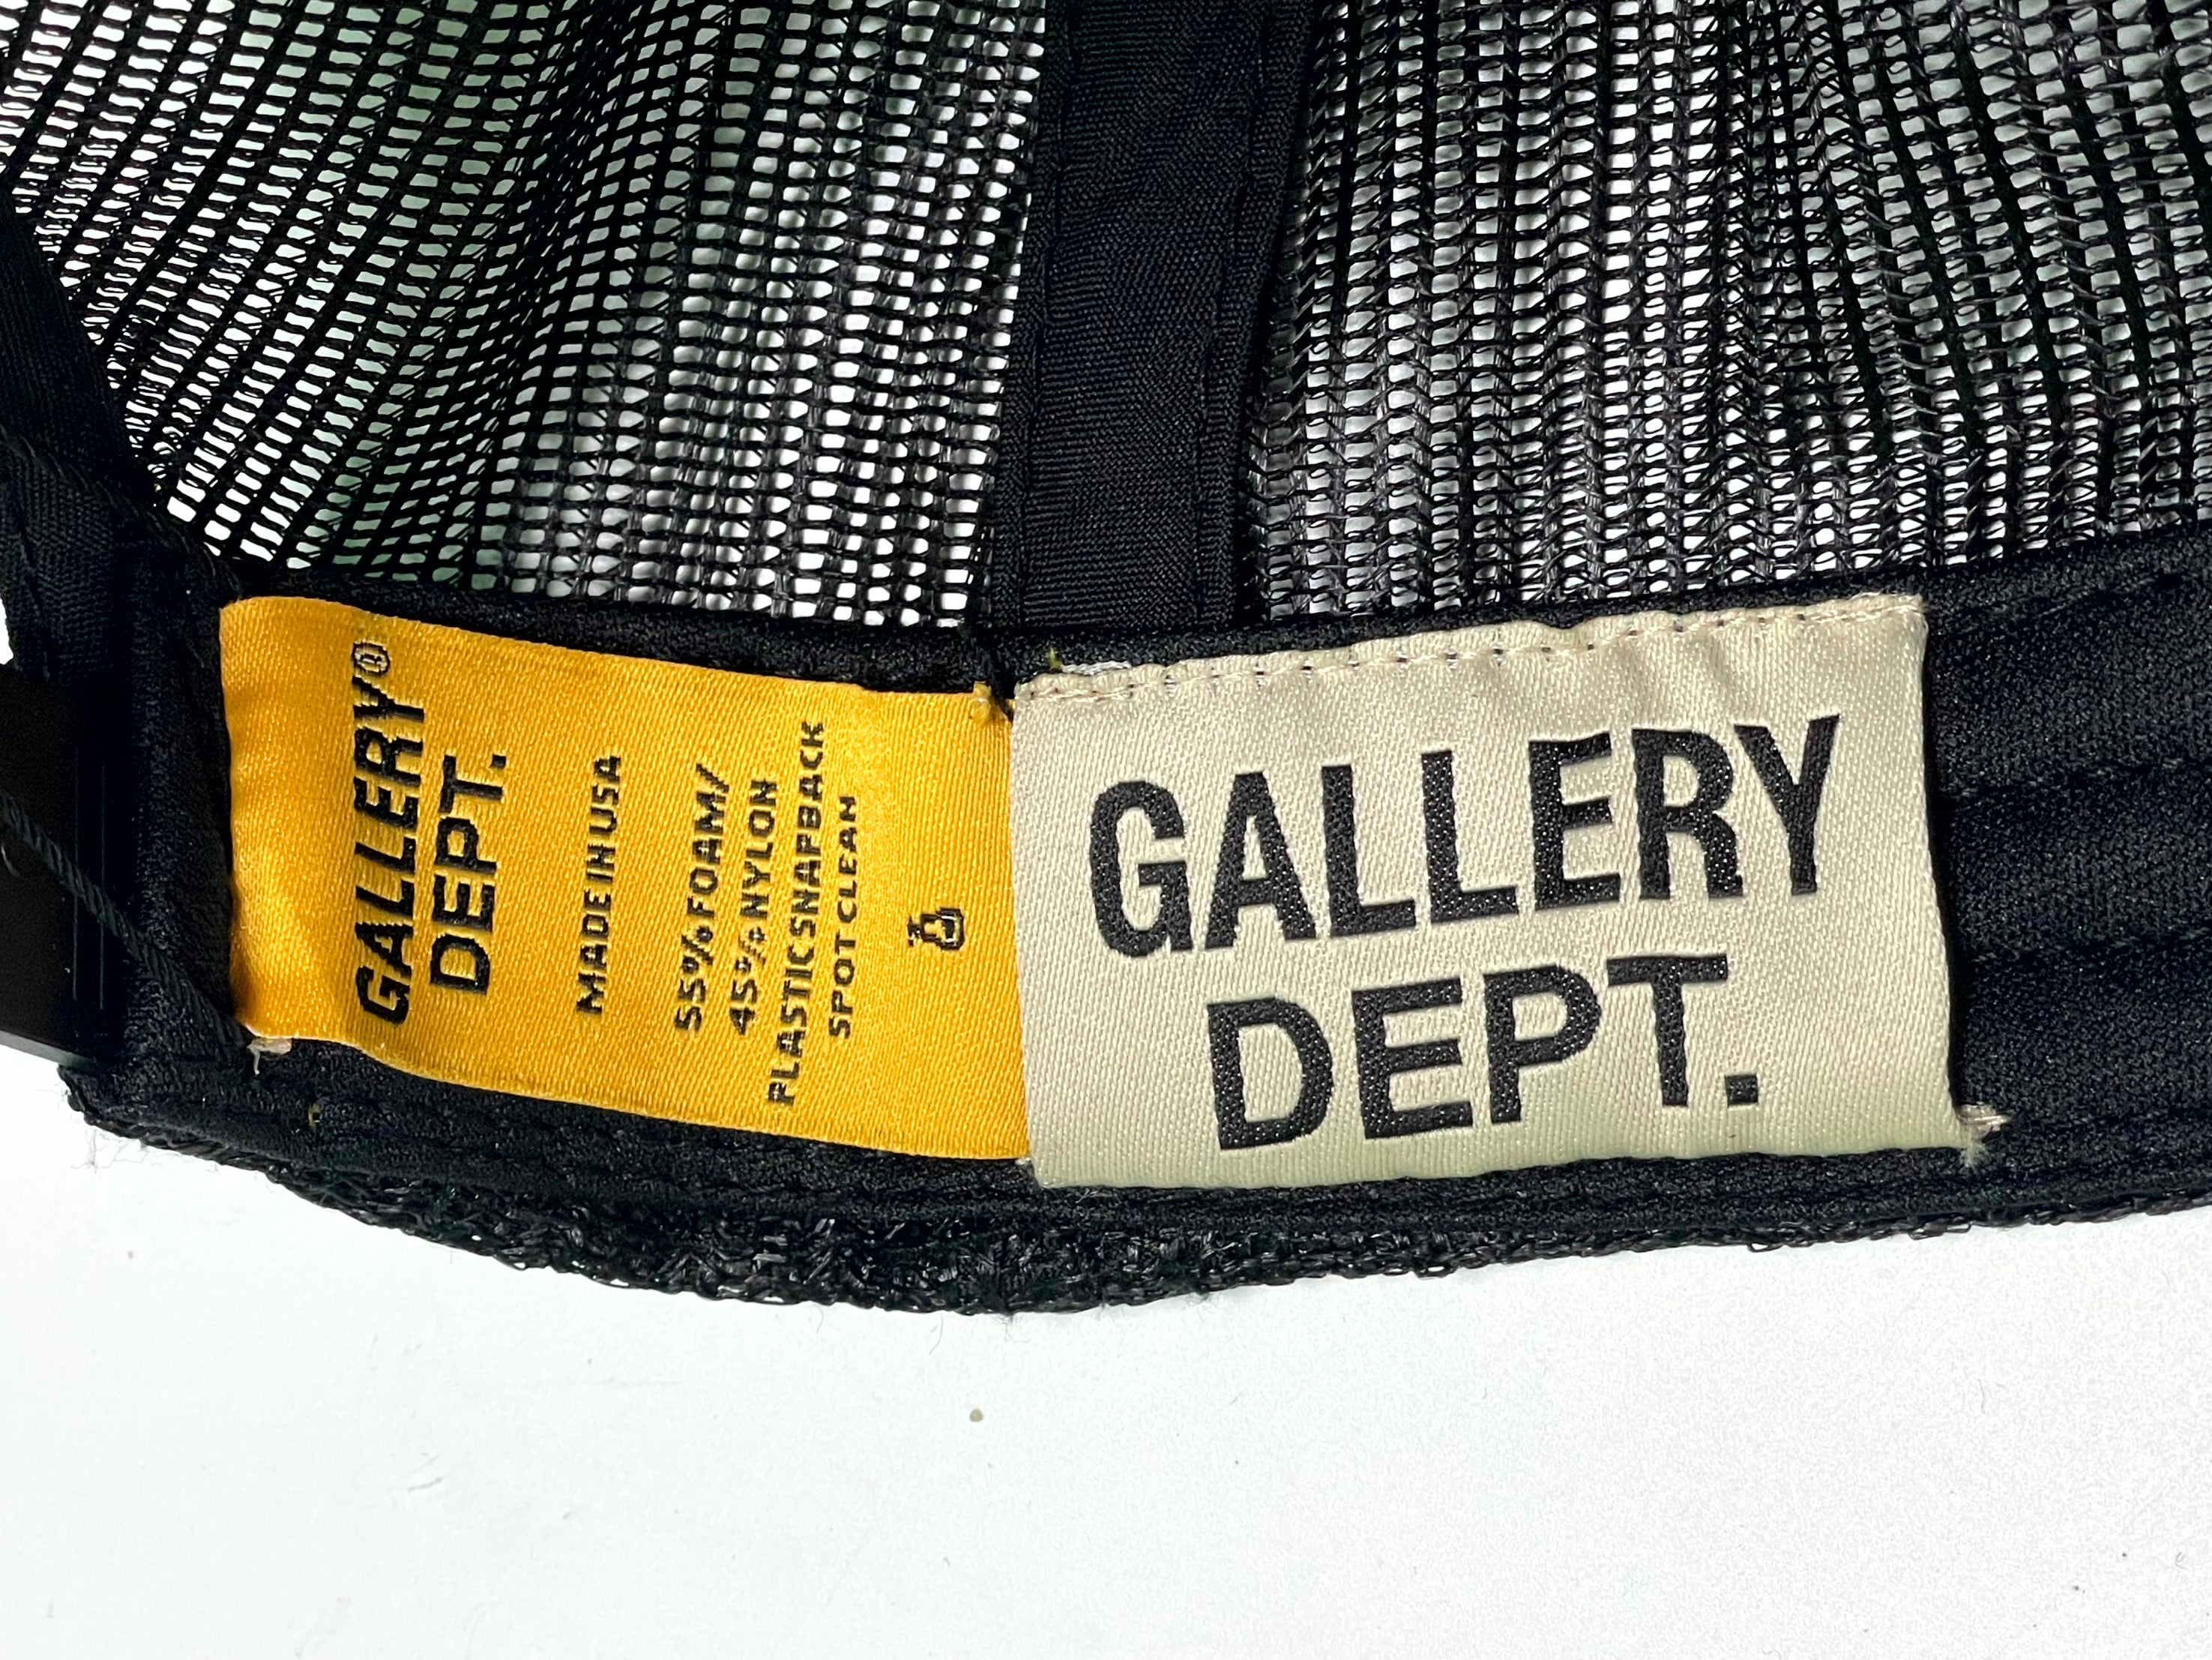 GALLERY®
DEPT.
MADE IN USA
55% FOAM/
45% NYLON
PLASTIC SNAPBACK
SPOT CLEAN
GALLERY
DEPT.